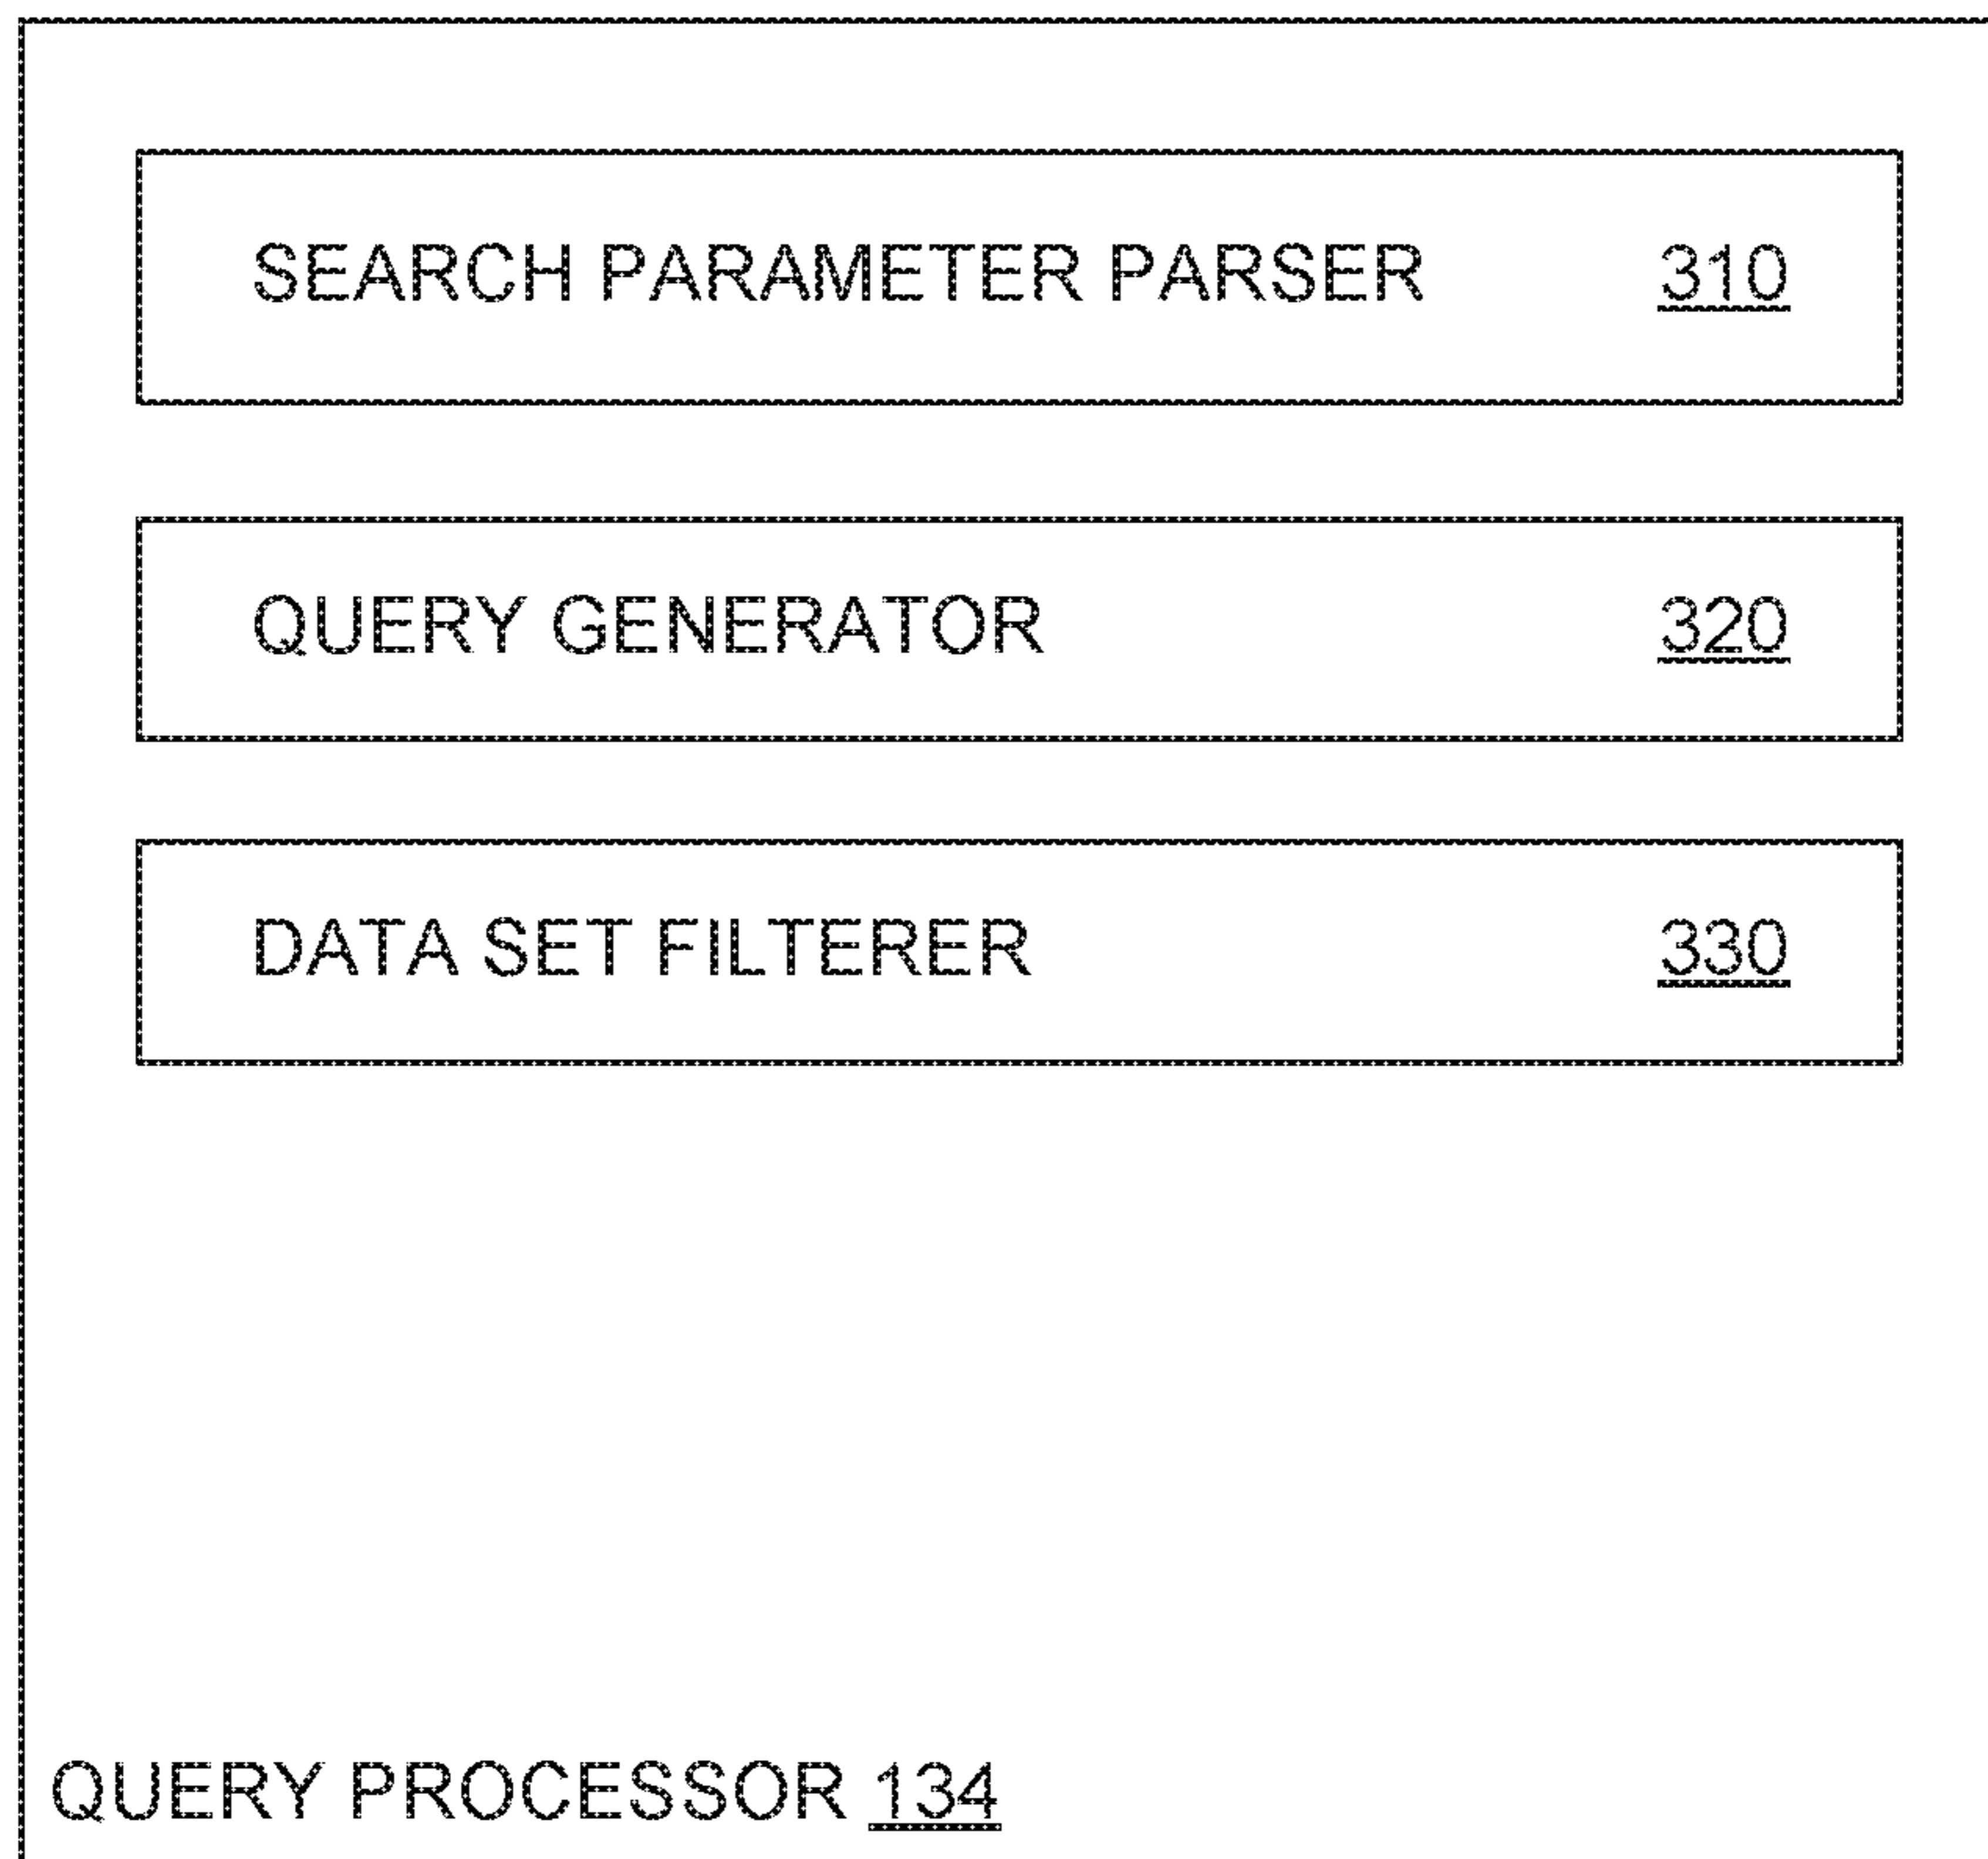 SEARCH PARAMETER PARSER 310
QUERY GENERATOR 320
DATA SET FILTERER 330
QUERY PROCESSOR 134